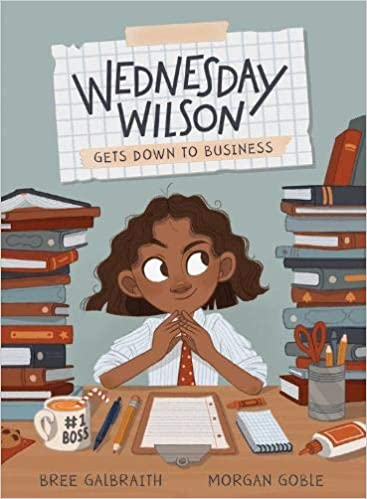 WEDNESDAY
WILSON
GETS DOWN TO BUSINESS
#1
BOSS
BREE GALBRAITH
MORGAN GOBLE